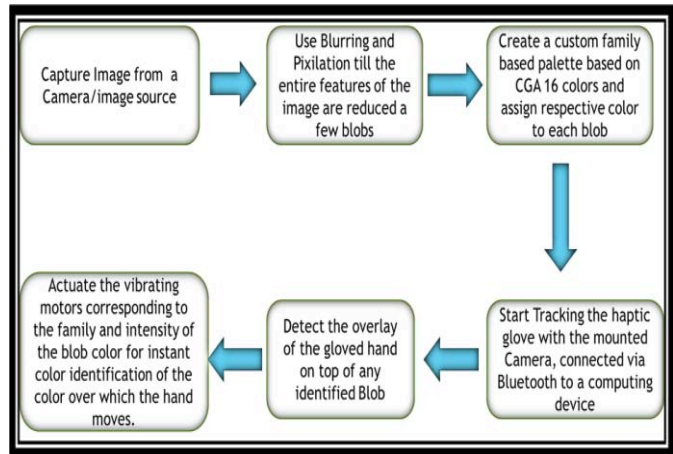 Capture Image from a
Camera/image source
Use Blurring and
Pixilation till the
entire features of the
image are reduced a
few blobs
Create a custom family
based palette based on
CGA 16 colors and
assign respective color
to each blob
Start Tracking the haptic
glove with the mounted
Camera, connected via
Bluetooth to a computing
device
Detect the overlay
of the gloved hand
on top of any
identified Blob
Actuate the vibrating
motors corresponding
to the family and
intensity of
the blob color for instant
color identification of the
color over which the hand
moves.